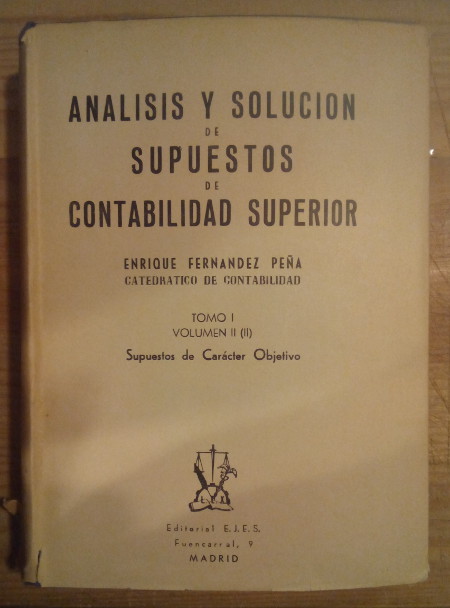 ANALISIS Y SOLUCION
DE
SUPUESTOS
DE
CONTABILIDAD SUPERIOR
ENRIQUE FERNANDEZ PEÑA
CATEDRATICO DE CONTABILIDAD
TOMO I
VOLUMEN II (II)
Supuestos de Carácter Objetivo
Editorial E.J.E.S.
Fuencarral, 9
MADRID